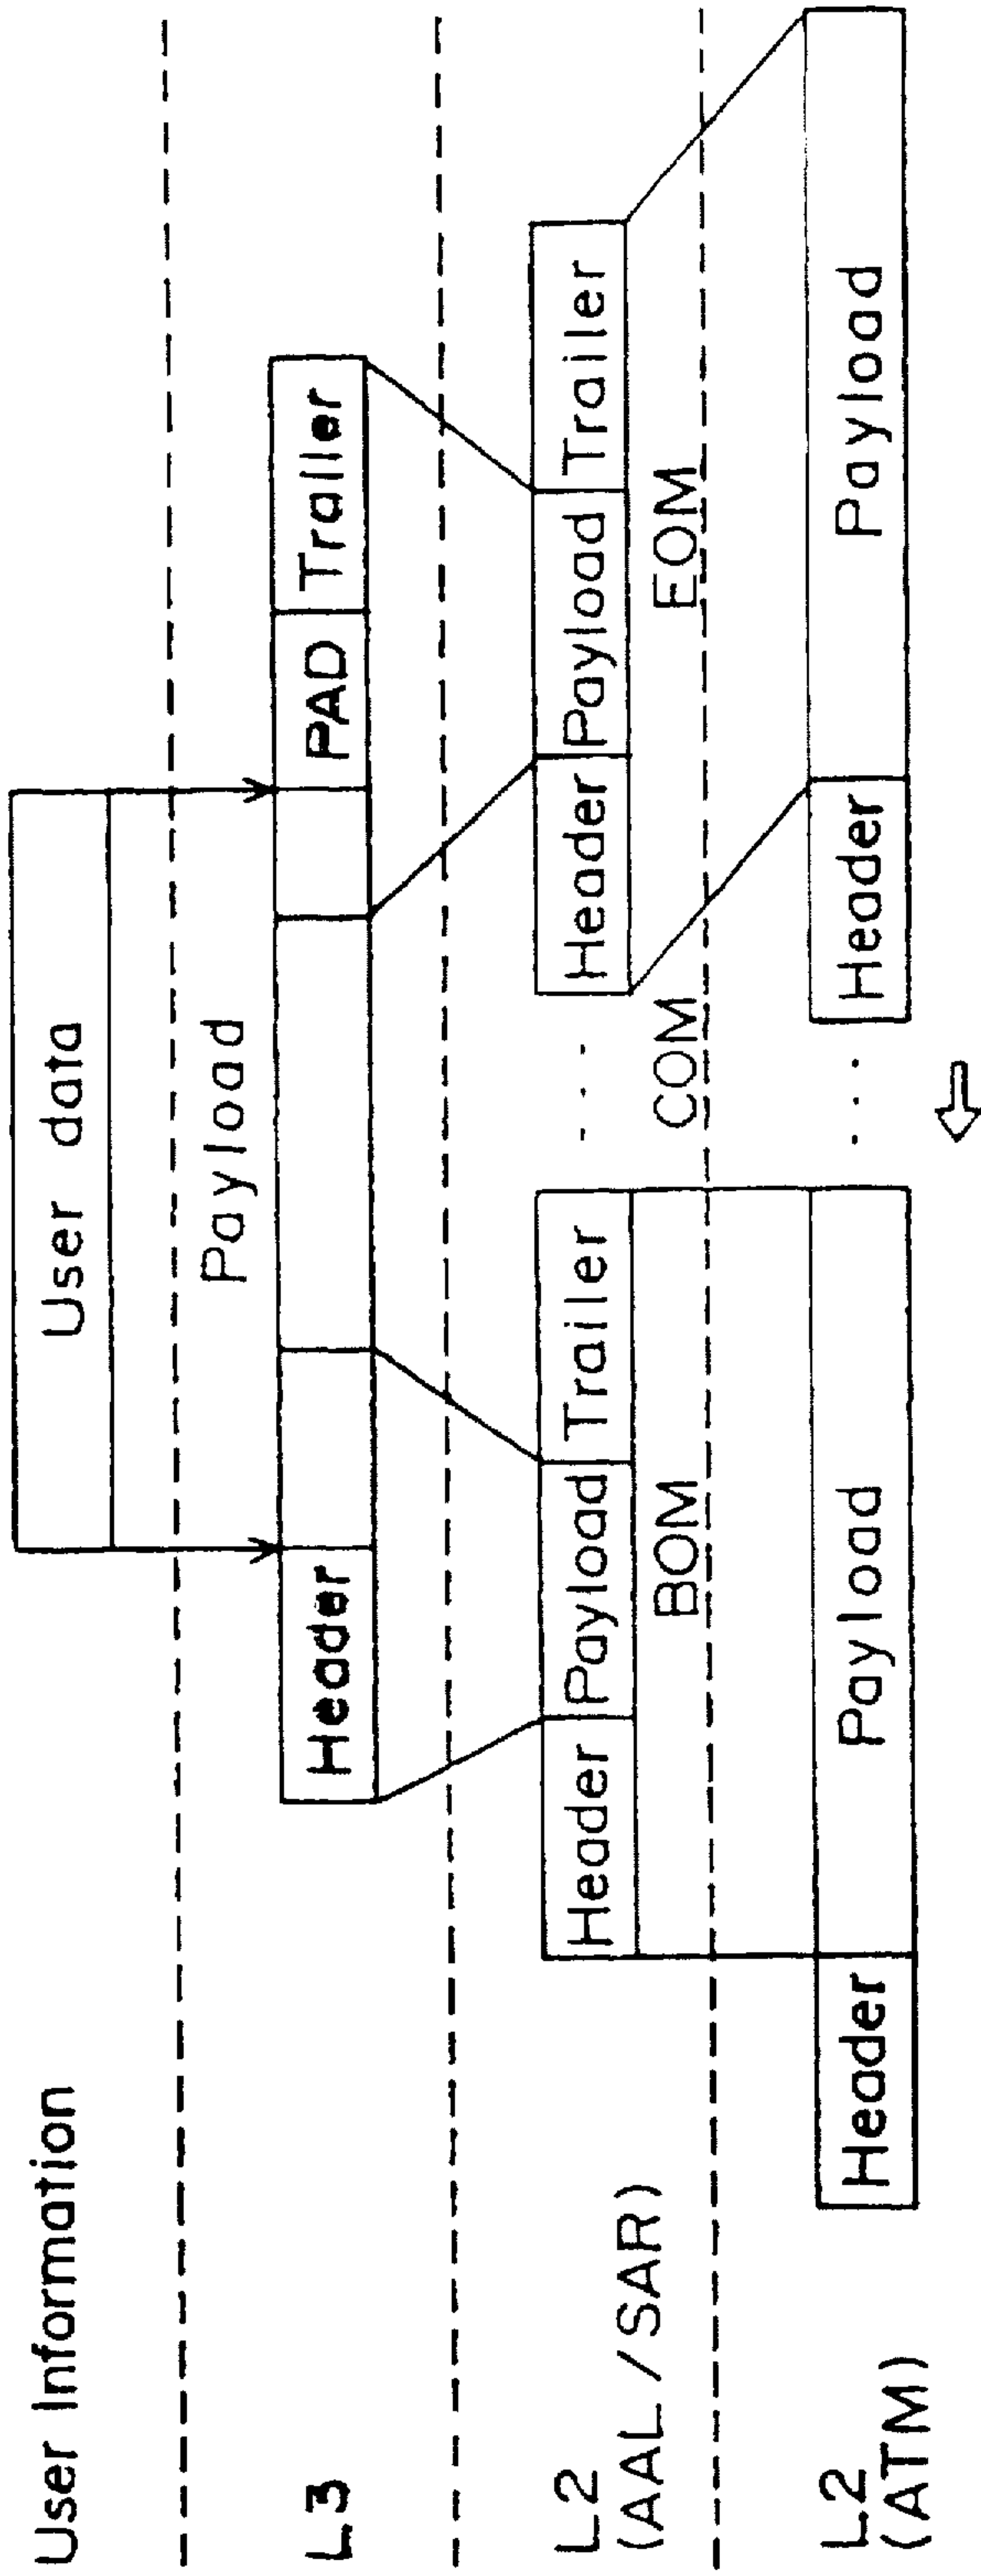 User Information
User data
Payload
L3
Header
PAD
Trailer
L2
(AAL / SAR)
Header
Payload
Trailer
Header
Payload
Trailer
BOM
COM
EOM
L2
(ATM)
Header
Payload
Header
Payload